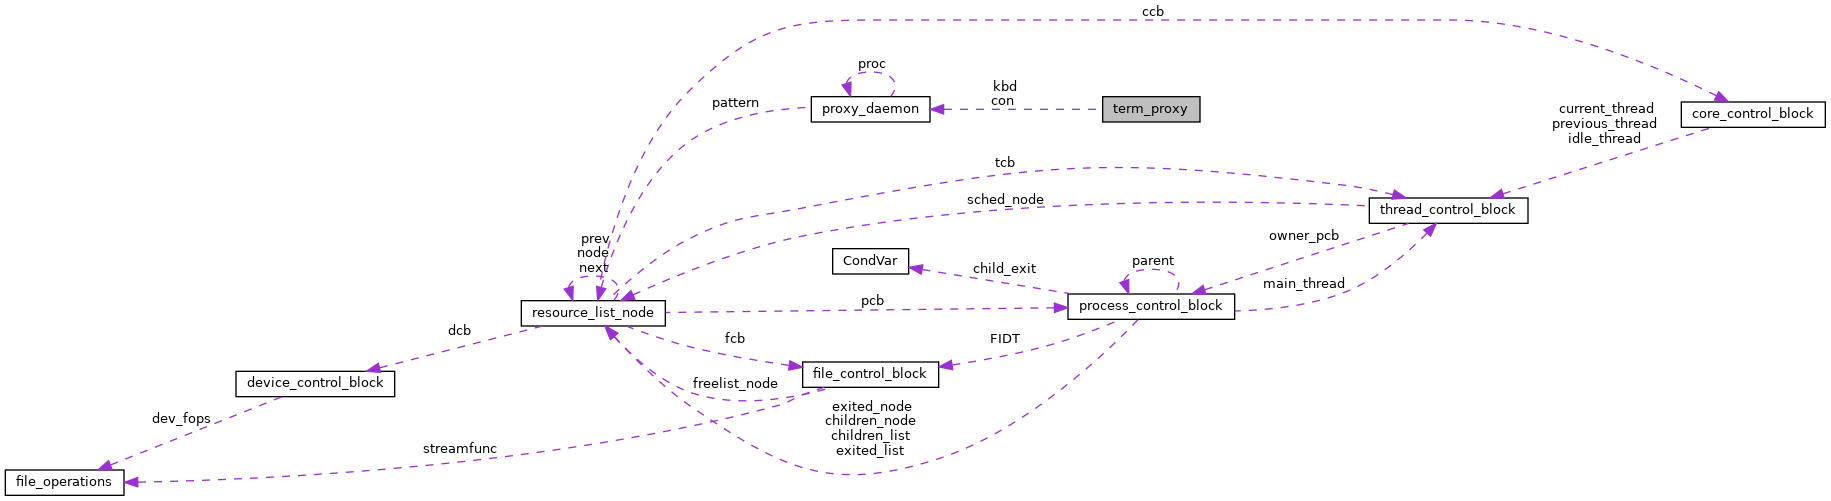 ccb
proc
kbd
con
pattern
proxy_daemon
term_proxy
core_control_block
current_thread
previous_thread
idle_thread
tcb
sched_node
thread_control_block
prev
node
next
owner_pcb
CondVar
child_exit
parent
main_thread
resource_list_node
pcb
process_control_block
dcb
fcb
FIDT
device_control_block
file_control_block
freelist_node
dev_fops
exited_node
children_node
children_list
exited_list
streamfunc
file_operations